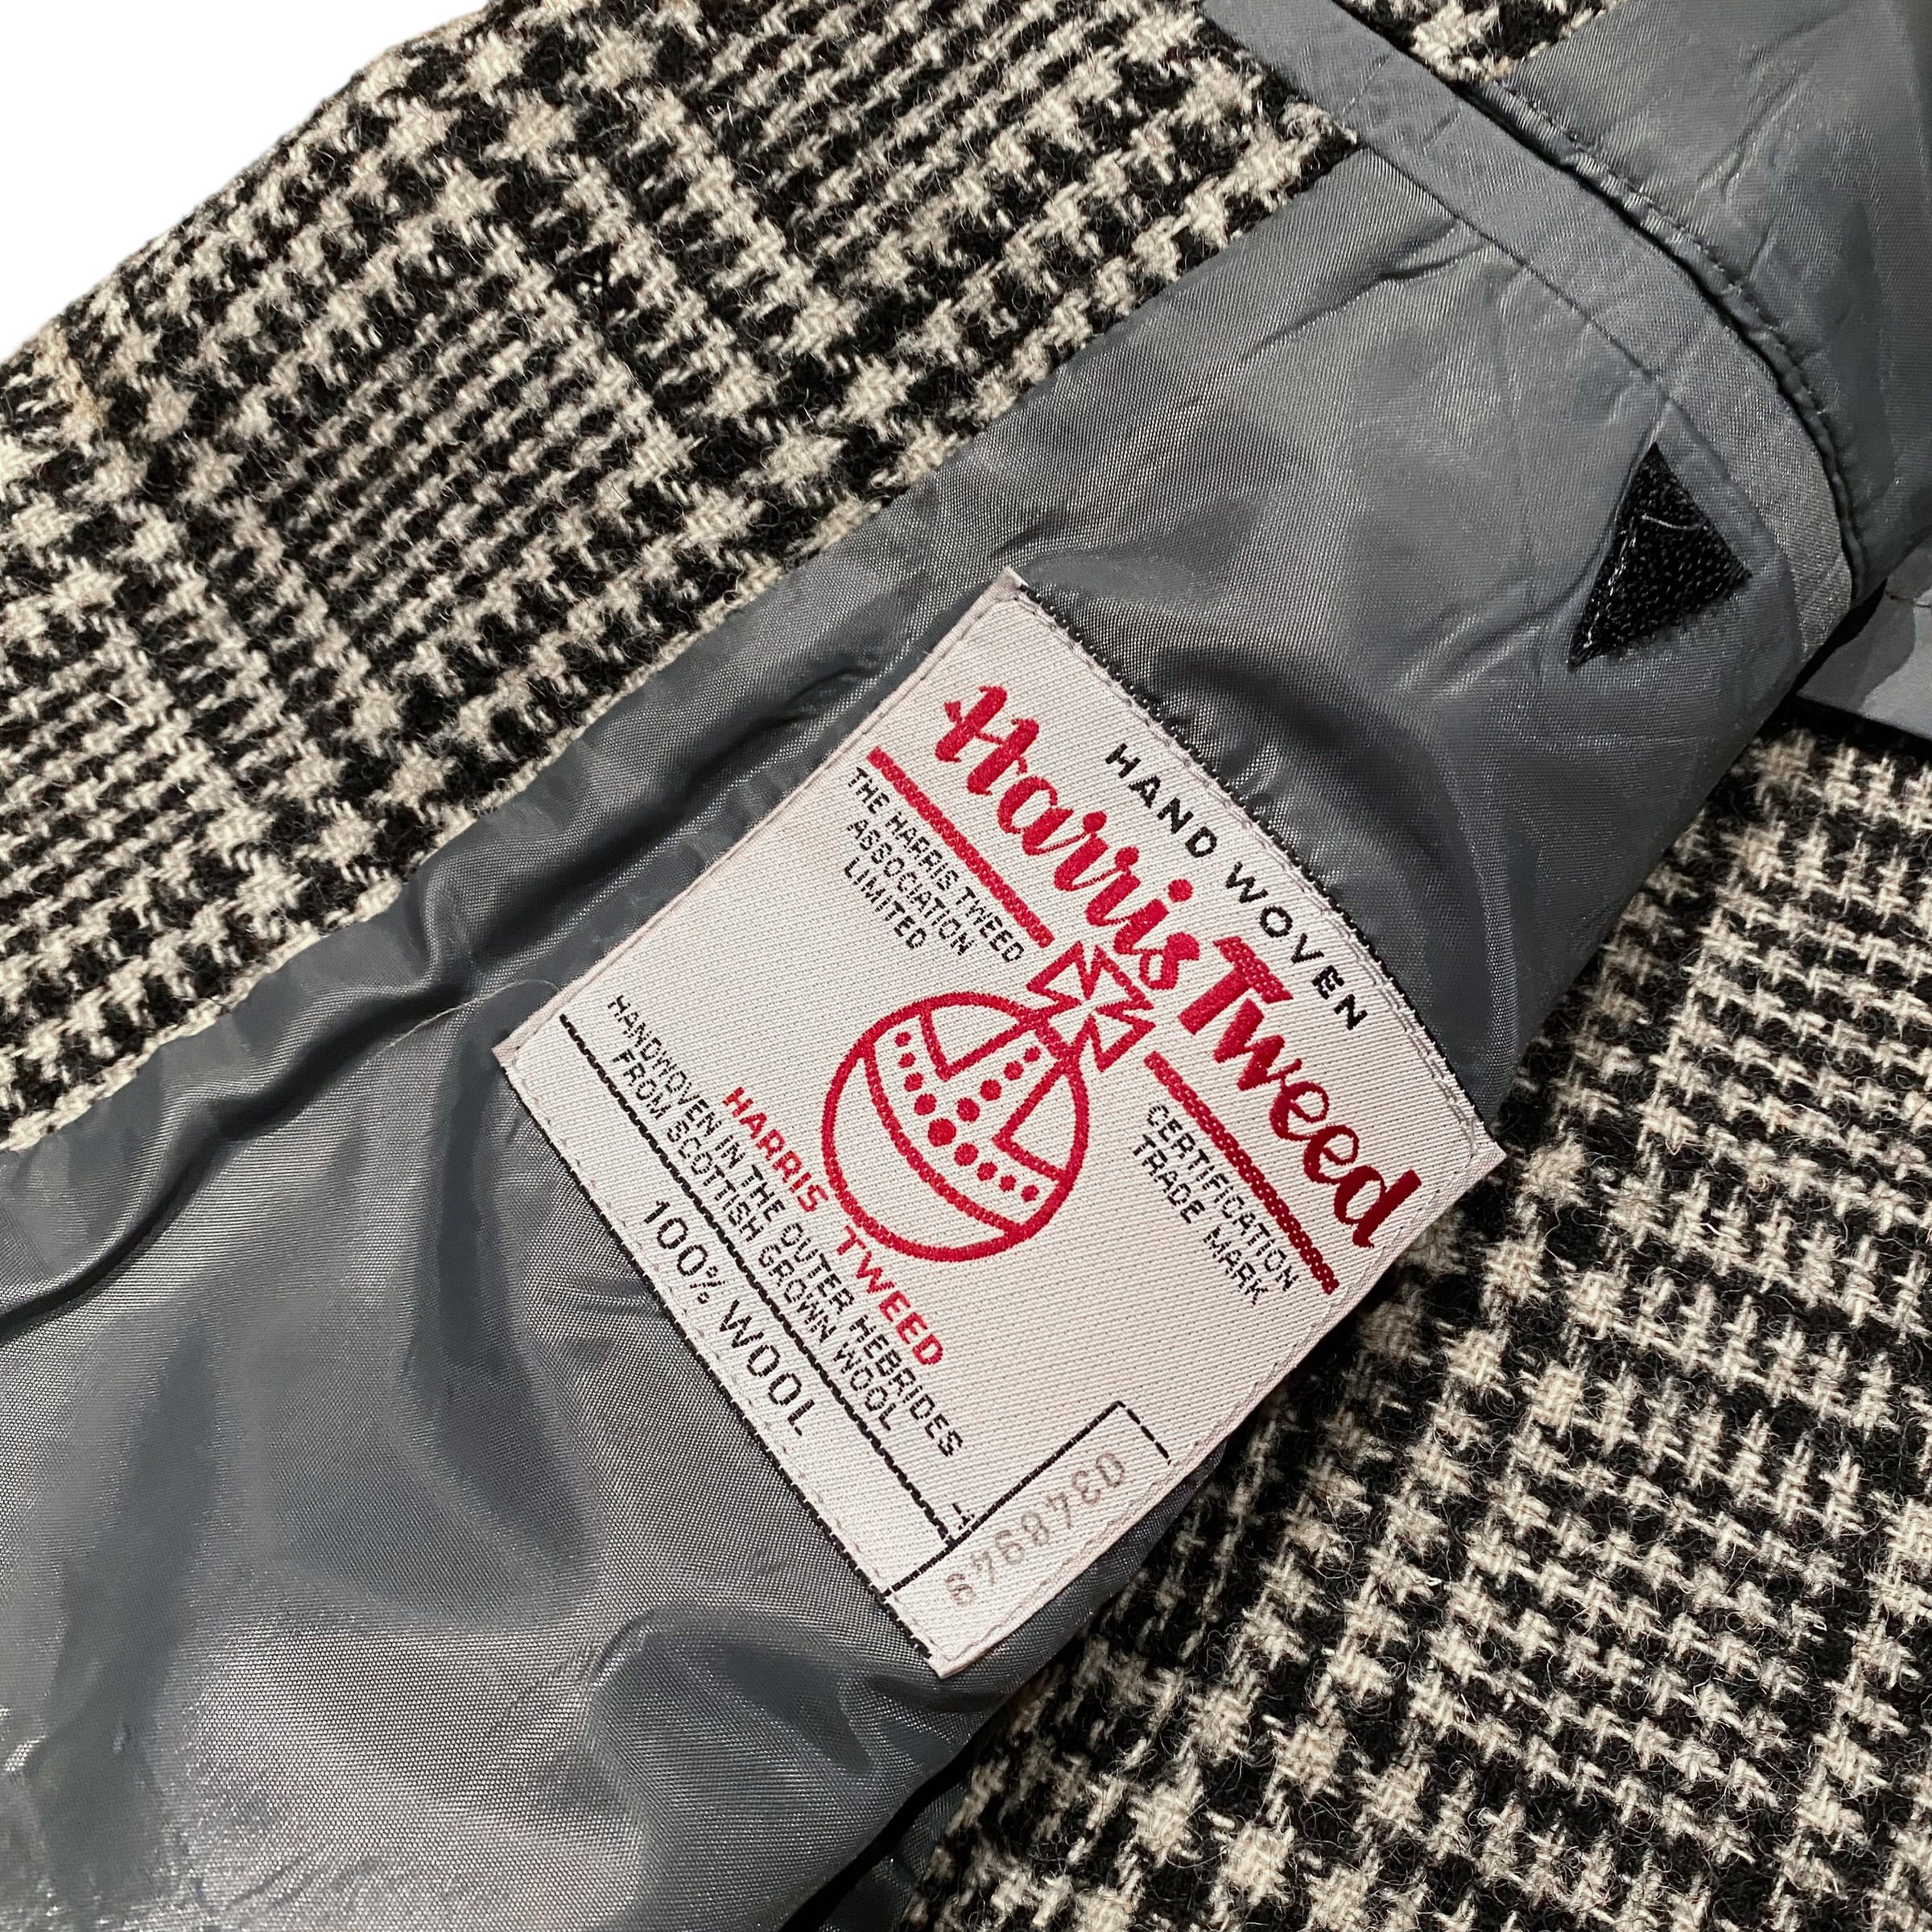 HAND WOVEN
Harris Tweed
THE HARRIS TWEED
ASSOCIATION
LIMITED
CERTIFICATION
TRADE MARK
HARRIS TWEED
HANDWOVEN IN THE OUTER HEBRIDES
FROM SCOTTISH GROWN WOOL
100% WOOL
0348949